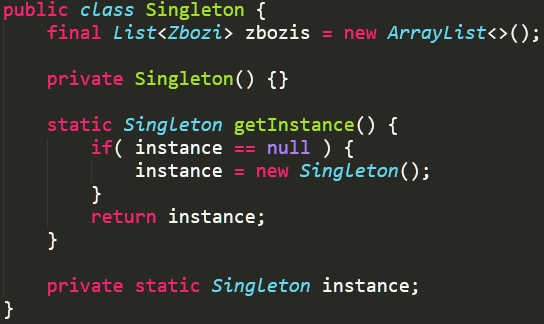 public class Singleton {
    final List<Zbozi> zbozis = new ArrayList<>();

    private Singleton() {}

    static Singleton getInstance() {
        if( instance == null ) {
            instance = new Singleton();
        }
        return instance;
    }

    private static Singleton instance;
}